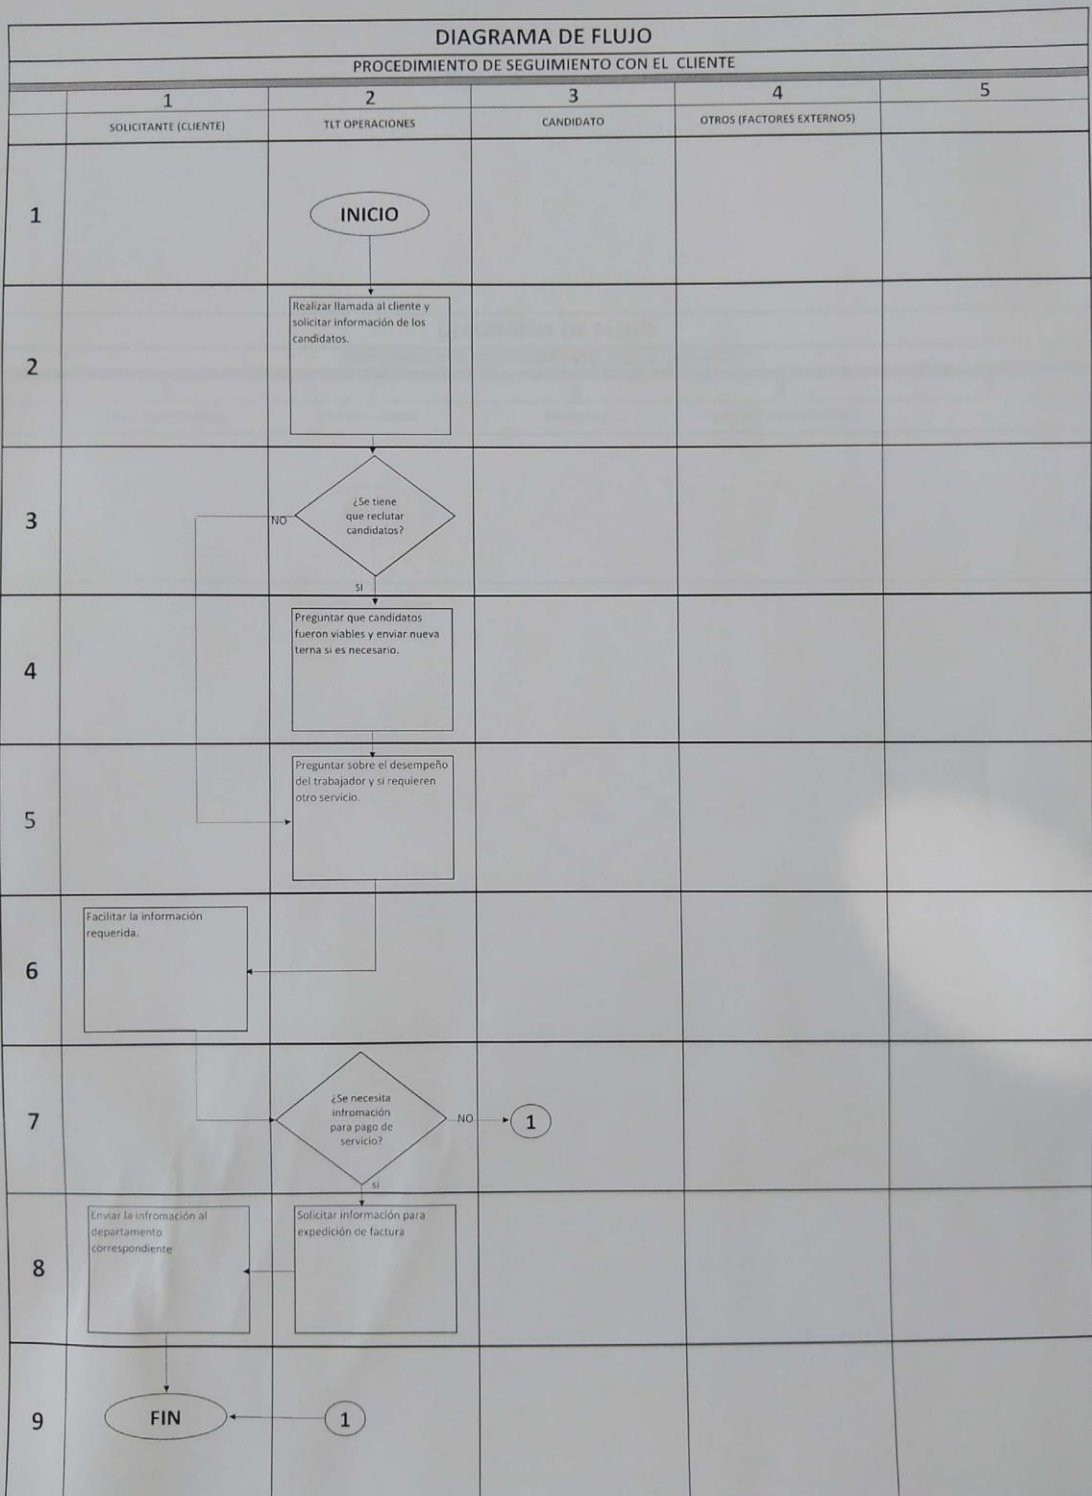 DIAGRAMA DE FLUJO
PROCEDIMIENTO DE SEGUIMIENTO CON EL CLIENTE
1 2 3 4 5
SOLICITANTE (CLIENTE) TLT OPERACIONES CANDIDATO OTROS (FACTORES EXTERNOS)
1
INICIO
2
Realizar llamada al cliente y
solicitar información de los
candidatos.
3
¿Se tiene
que reclutar
candidatos?
NO
SI
4
Preguntar que candidatos
fueron viables y enviar nueva
terna si es necesario.
5
Preguntar sobre el desempeño
del trabajador y si requieren
otro servicio.
6
Facilitar la información
requerida.
7
¿Se necesita
infromación
para pago de
servicio?
NO
1
si
8
Enviar la infromación al
departamento
correspondiente
Solicitar información para
expedición de factura
9
FIN
1